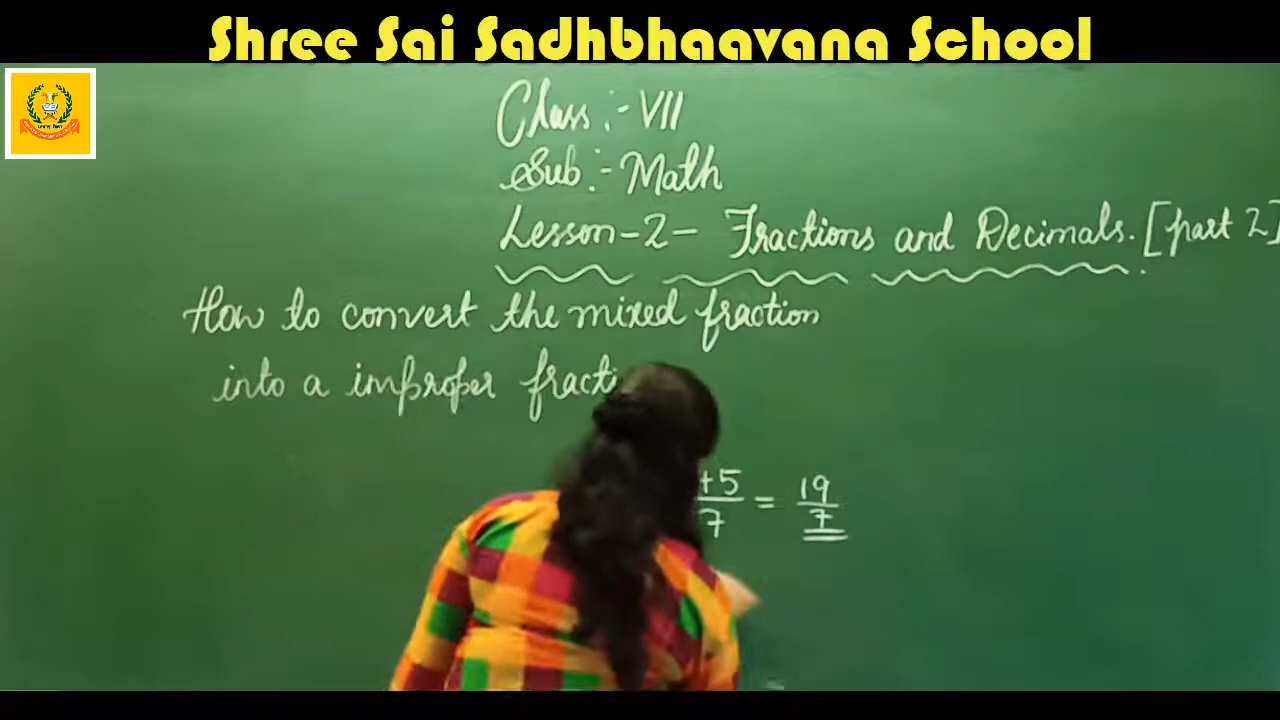 Shree Sai Sadhbhaavana School
Class :- VII
Sub :- Math
Lesson-2- Fractions and Decimals. [part 2]
How to convert the mixed fraction
into a improper fracti
+5/7 = 19/7